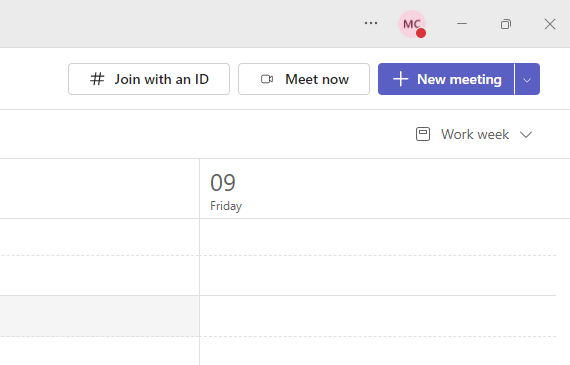 MC
# Join with an ID
Meet now
New meeting
Work week
09
Friday